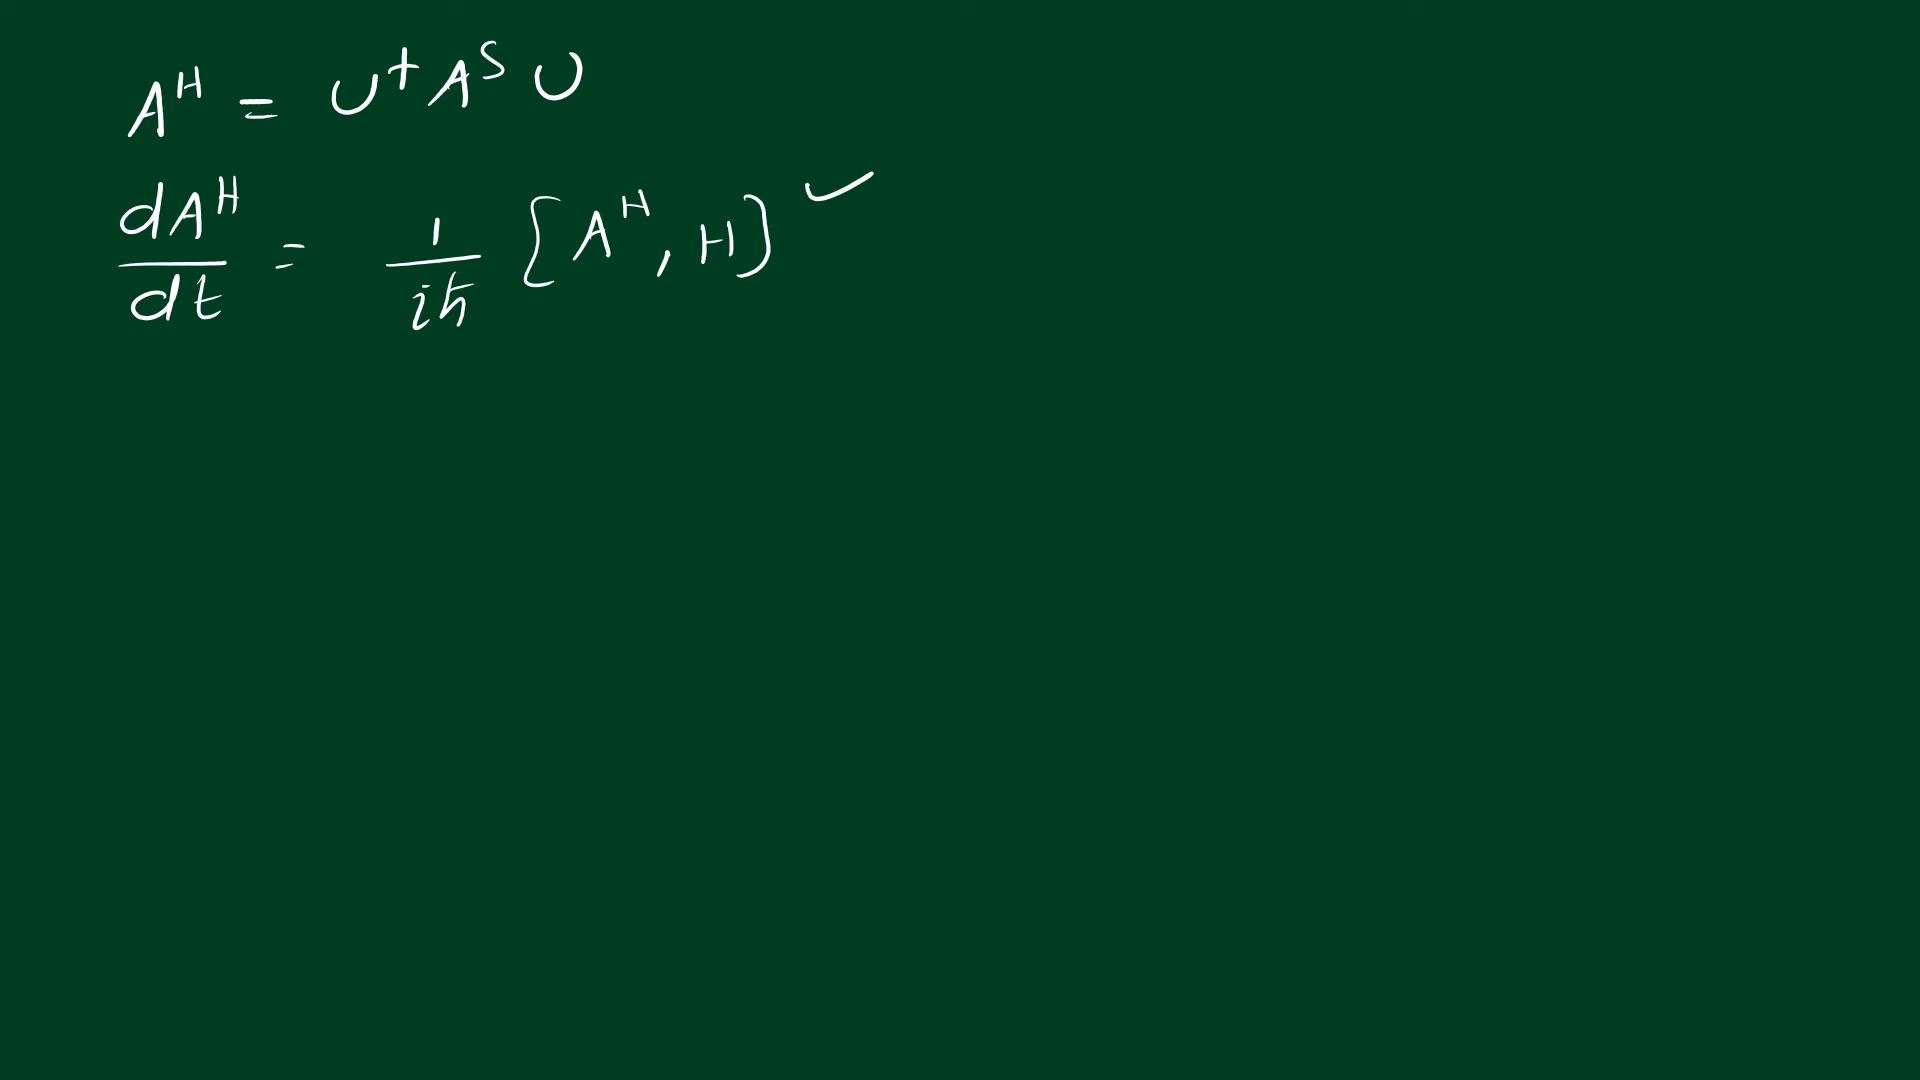 A^H = U^† A^S U
dA^H/dt = 1/iℏ [A^H, H] ✓